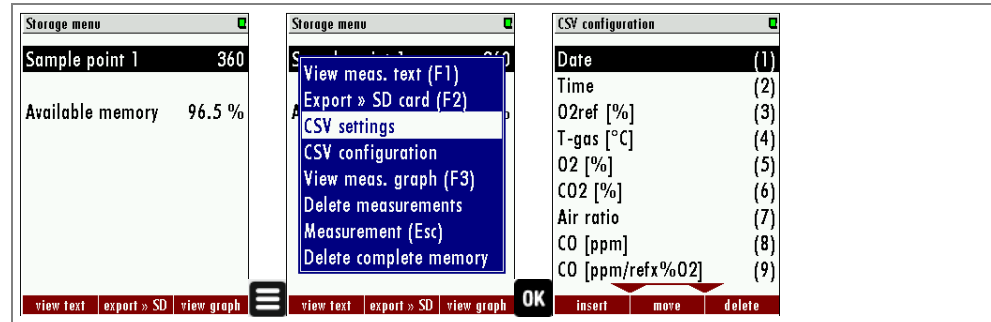 Storage menu
Sample point 1 360
Available memory 96.5 %
view text export » SD view graph
Storage menu
View meas. text (F1)
Export » SD card (F2)
CSV settings
CSV configuration
View meas. graph (F3)
Delete measurements
Measurement (Esc)
Delete complete memory
view text export » SD view graph
OK
CSV configuration
Date (1)
Time (2)
O2ref [%] (3)
T-gas [°C] (4)
O2 [%] (5)
CO2 [%] (6)
Air ratio (7)
CO [ppm] (8)
CO [ppm/refx%O2] (9)
insert move delete